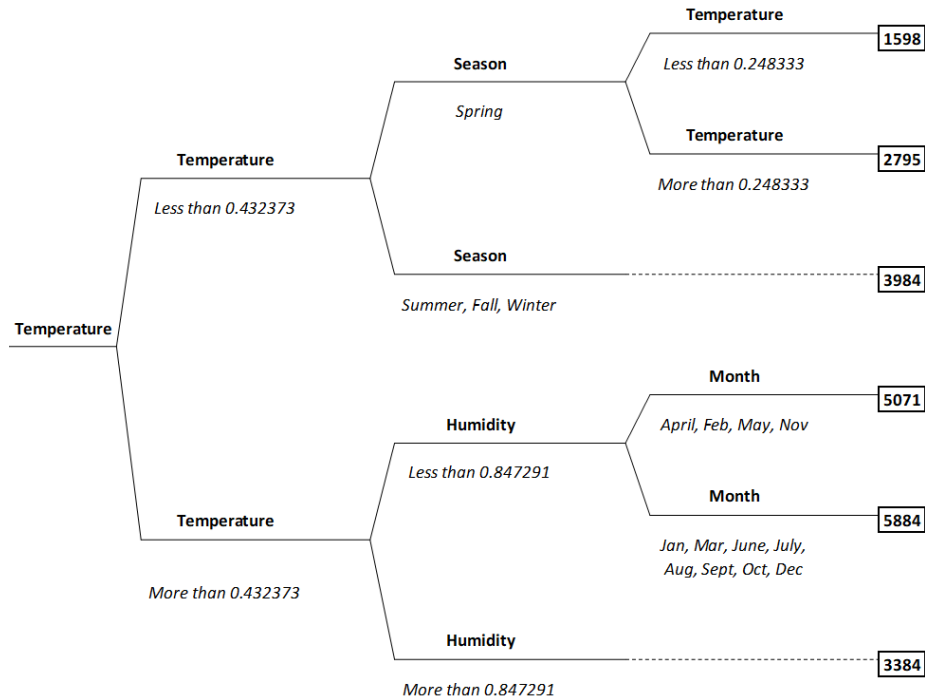 Temperature
1598
Less than 0.248333
Season
Spring
Temperature
2795
More than 0.248333
Temperature
Less than 0.432373
Season
3984
Summer, Fall, Winter
Temperature
Month
5071
April, Feb, May, Nov
Humidity
Less than 0.847291
Month
5884
Jan, Mar, June, July,
Aug, Sept, Oct, Dec
Temperature
More than 0.432373
Humidity
3384
More than 0.847291